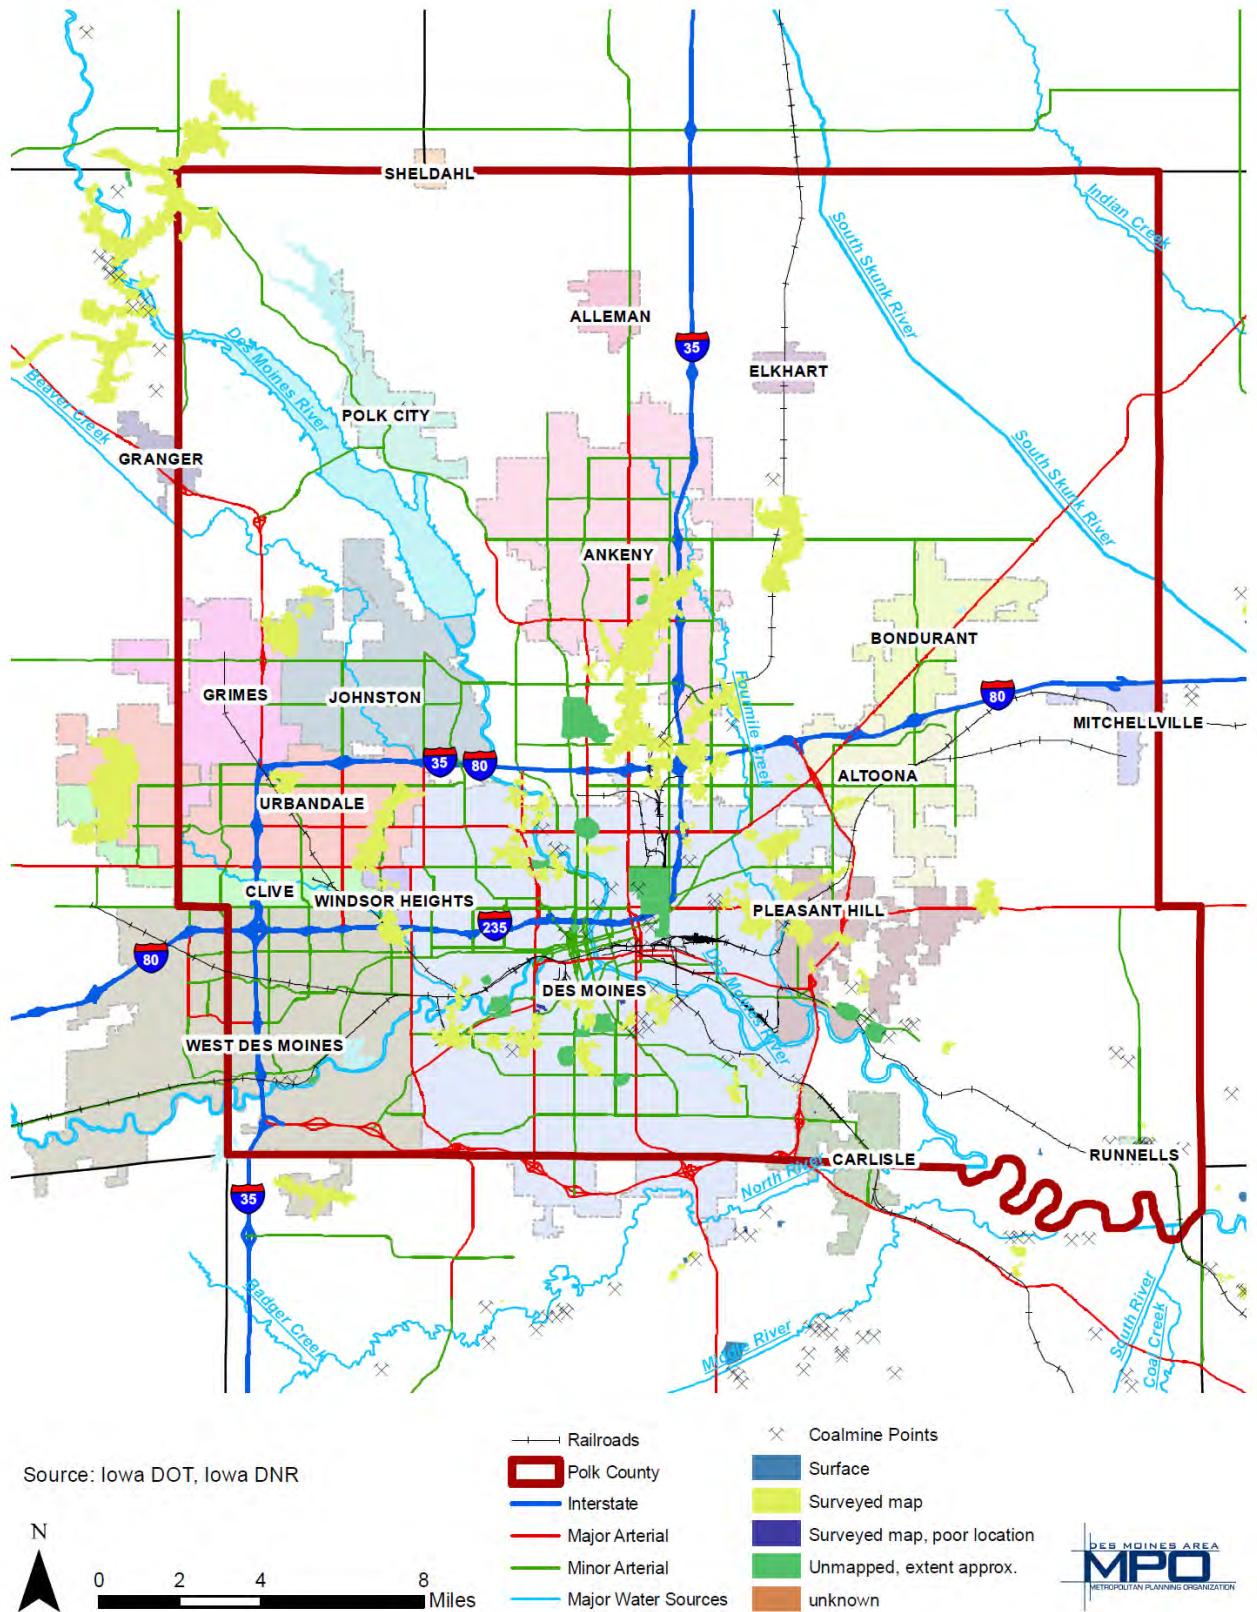 SHELDAHL
Indian Creek
South Skunk River
ALLEMAN
35
ELKHART
Des Moines River
Beaver Creek
POLK CITY
GRANGER
South Skunk River
ANKENY
BONDURANT
GRIMES
JOHNSTON
Fourmile Creek
80
MITCHELLVILLE
35
80
ALTOONA
URBANDALE
CLIVE
WINDSOR HEIGHTS
235
PLEASANT HILL
80
DES MOINES
Des Moines River
WEST DES MOINES
CARLISLE
RUNNELLS
North River
35
Badger Creek
Middle River
South River
Coal Creek
Source: Iowa DOT, Iowa DNR
N
0 2 4 8
Miles
Railroads
Polk County
Interstate
Major Arterial
Minor Arterial
Major Water Sources
Coalmine Points
Surface
Surveyed map
Surveyed map, poor location
Unmapped, extent approx.
unknown
DES MOINES AREA
MPO
METROPOLITAN PLANNING ORGANIZATION